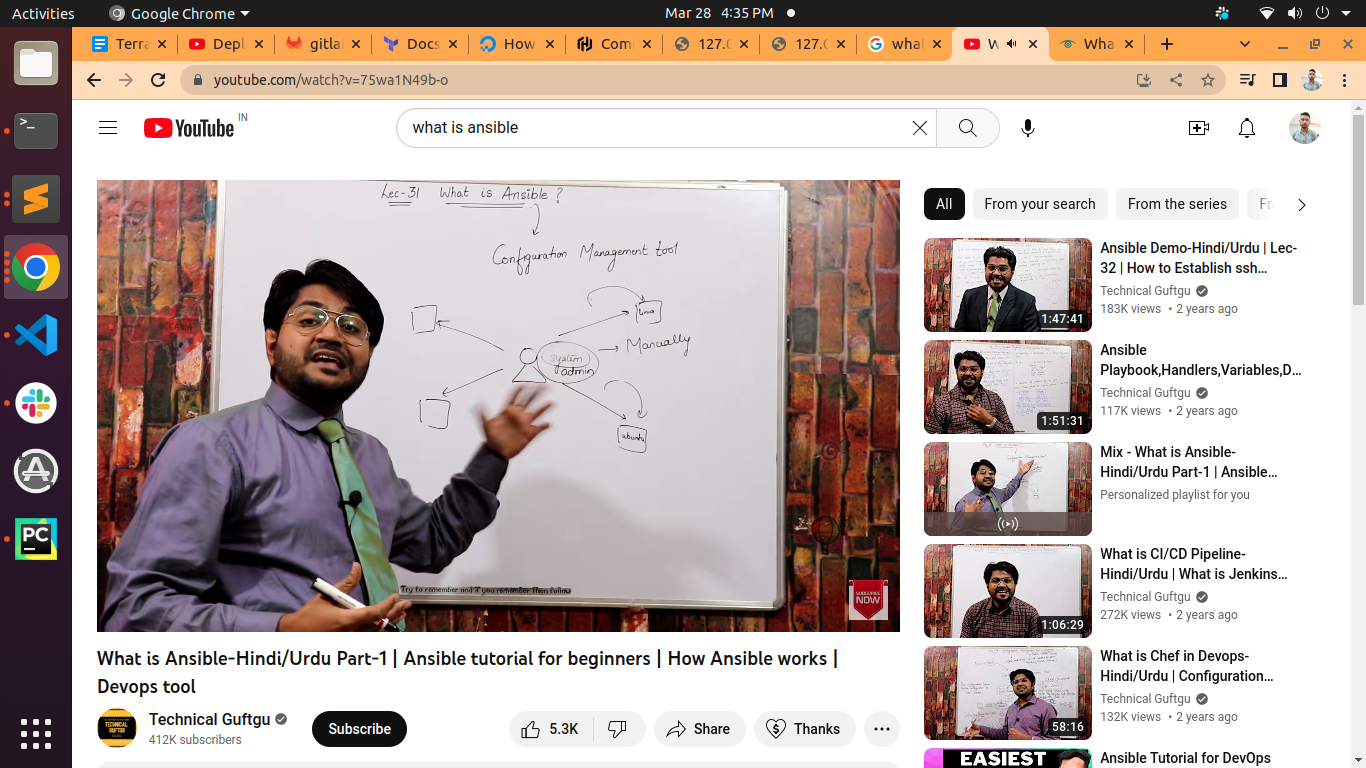 Activities
Google Chrome
Mar 28 4:35 PM
Terra
Depl
gitla
Docs
How
Com
127.0
127.0
what
W
Wha
youtube.com/watch?v=75wa1N49b-o
YouTube IN
what is ansible
Lec-31 What is Ansible ?
Configuration Management tool
linux
Manually
System
admin
ubuntu
Try to remember and if you remember then follow
SUBSCRIBE
NOW
What is Ansible-Hindi/Urdu Part-1 | Ansible tutorial for beginners | How Ansible works |
Devops tool
TECHNICAL
GUFTGU
Technical Guftgu
412K subscribers
Subscribe
5.3K
Share
Thanks
All
From your search
From the series
Fr
Ansible Demo-Hindi/Urdu | Lec-
32 | How to Establish ssh…
Technical Guftgu
183K views • 2 years ago
1:47:41
Ansible
Playbook,Handlers,Variables,D…
Technical Guftgu
117K views • 2 years ago
1:51:31
Mix - What is Ansible-
Hindi/Urdu Part-1 | Ansible…
Personalized playlist for you
What is CI/CD Pipeline-
Hindi/Urdu | What is Jenkins…
Technical Guftgu
272K views • 2 years ago
1:06:29
What is Chef in Devops-
Hindi/Urdu | Configuration…
Technical Guftgu
132K views • 2 years ago
58:16
Ansible Tutorial for DevOps
EASIEST
PC